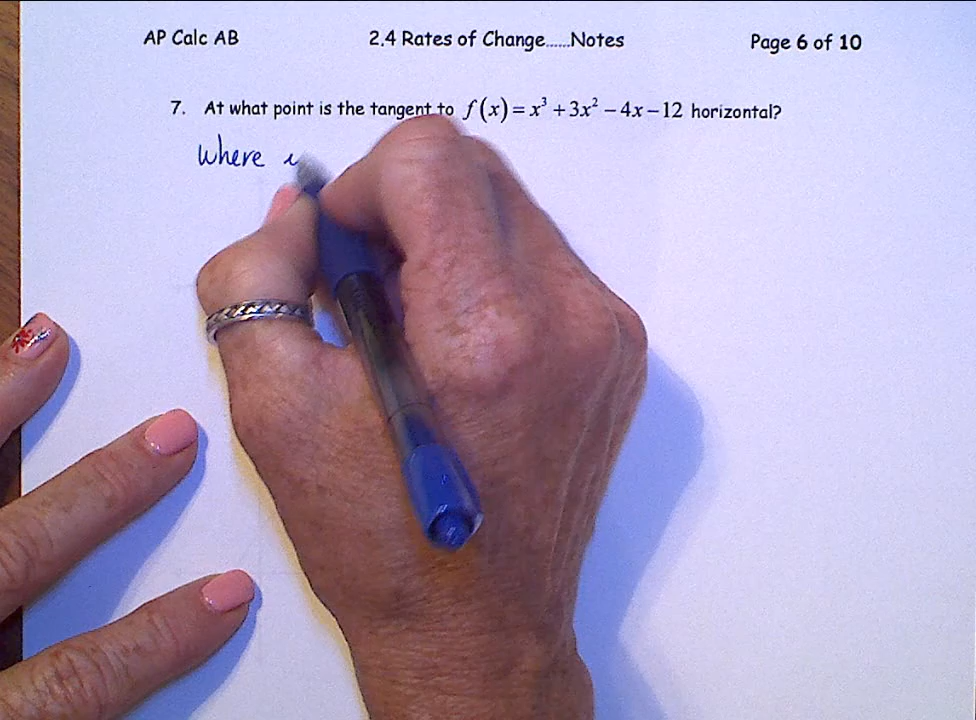 AP Calc AB 2.4 Rates of Change......Notes Page 6 of 10
7. At what point is the tangent to f(x) = x³ + 3x² − 4x − 12 horizontal?
Where